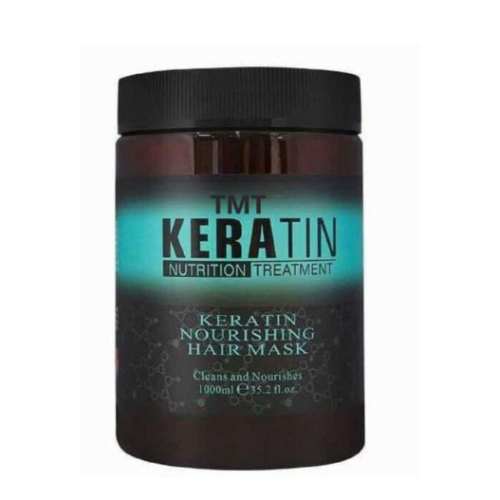 TMT
KERATIN
NUTRITION TREATMENT
KERATIN
NOURISHING
HAIR MASK
Cleans and Nourishes
1000ml ℮35.2 fl.oz.